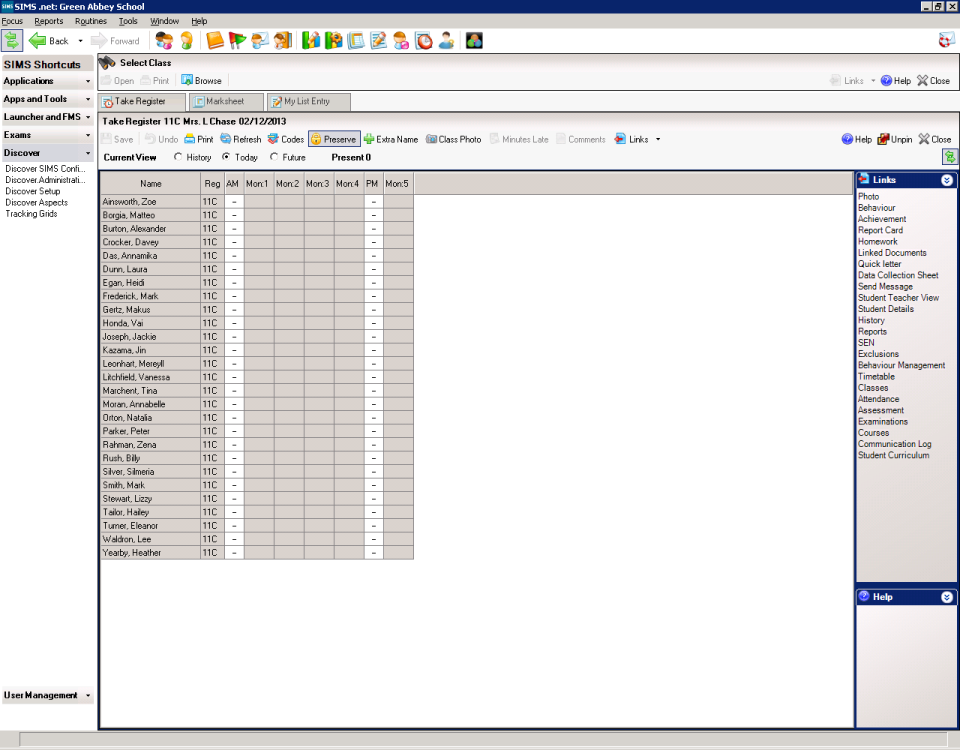 SIMS .net: Green Abbey School
Focus Reports Routines Tools Window Help
Back Forward
SIMS Shortcuts
Applications
Apps and Tools
Launcher and FMS
Exams
Discover
Discover SIMS Confi...
Discover.Administrati...
Discover Setup
Discover Aspects
Tracking Grids
User Management
Select Class
Open Print Browse Links Help Close
Take Register Marksheet My List Entry
Take Register 11C Mrs. L Chase 02/12/2013
Save Undo Print Refresh Codes Preserve Extra Name Class Photo Minutes Late Comments Links Help Unpin Close
Current View History Today Future Present 0
Name Reg AM Mon:1 Mon:2 Mon:3 Mon:4 PM Mon:5
Ainsworth, Zoe 11C - -
Borgia, Matteo 11C - -
Burton, Alexander 11C - -
Crocker, Davey 11C - -
Das, Annamika 11C - -
Dunn, Laura 11C - -
Egan, Heidi 11C - -
Frederick, Mark 11C - -
Gertz, Makus 11C - -
Honda, Vai 11C - -
Joseph, Jackie 11C - -
Kazama, Jin 11C - -
Leonhart, Mereyll 11C - -
Litchfield, Vanessa 11C - -
Marchent, Tina 11C - -
Moran, Annabelle 11C - -
Orton, Natalia 11C - -
Parker, Peter 11C - -
Rahman, Zena 11C - -
Rush, Billy 11C - -
Silver, Silmeria 11C - -
Smith, Mark 11C - -
Stewart, Lizzy 11C - -
Tailor, Hailey 11C - -
Turner, Eleanor 11C - -
Waldron, Lee 11C - -
Yearby, Heather 11C - -
Links
Photo
Behaviour
Achievement
Report Card
Homework
Linked Documents
Quick letter
Data Collection Sheet
Send Message
Student Teacher View
Student Details
History
Reports
SEN
Exclusions
Behaviour Management
Timetable
Classes
Attendance
Assessment
Examinations
Courses
Communication Log
Student Curriculum
Help